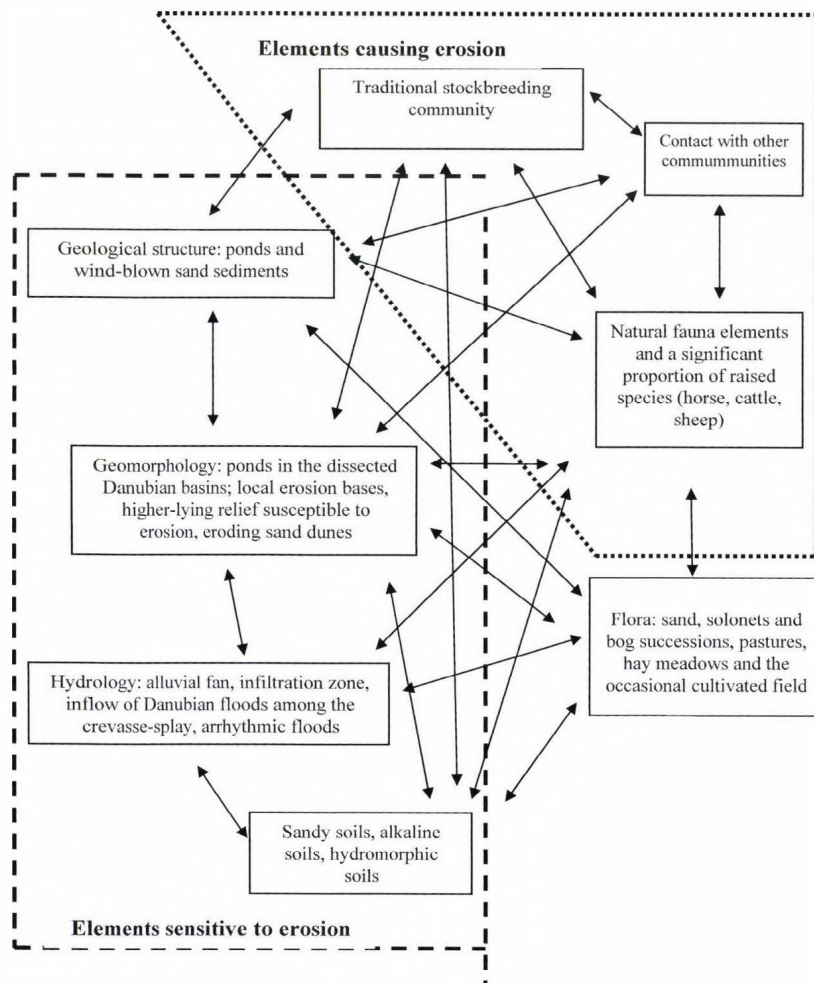 Elements causing erosion
Traditional stockbreeding
community
Contact with other
commummunities
Geological structure: ponds and
wind-blown sand sediments
Natural fauna elements
and a significant
proportion of raised
species (horse, cattle,
sheep)
Geomorphology: ponds in the dissected
Danubian basins; local erosion bases,
higher-lying relief susceptible to
erosion, eroding sand dunes
Flora: sand, solonets and
bog successions, pastures,
hay meadows and the
occasional cultivated field
Hydrology: alluvial fan, infiltration zone,
inflow of Danubian floods among the
crevasse-splay, arrhythmic floods
Sandy soils, alkaline
soils, hydromorphic
soils
Elements sensitive to erosion